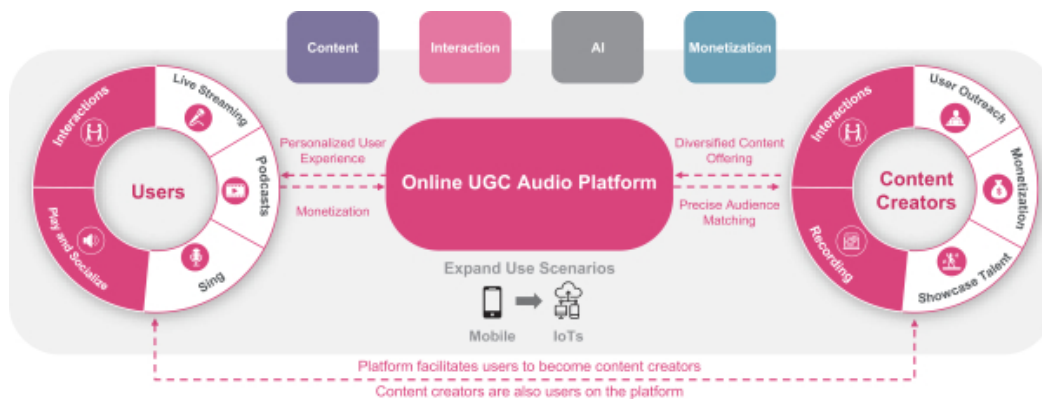 Content
Interaction
AI
Monetization
Interactions
Live Streaming
Podcasts
Sing
Play and Socialize
Users
Personalized User
Experience
Monetization
Online UGC Audio Platform
Diversified Content
Offering
Precise Audience
Matching
Interactions
User Outreach
Monetization
Showcase Talent
Recording
Content
Creators
Expand Use Scenarios
Mobile
IoTs
Platform facilitates users to become content creators
Content creators are also users on the platform